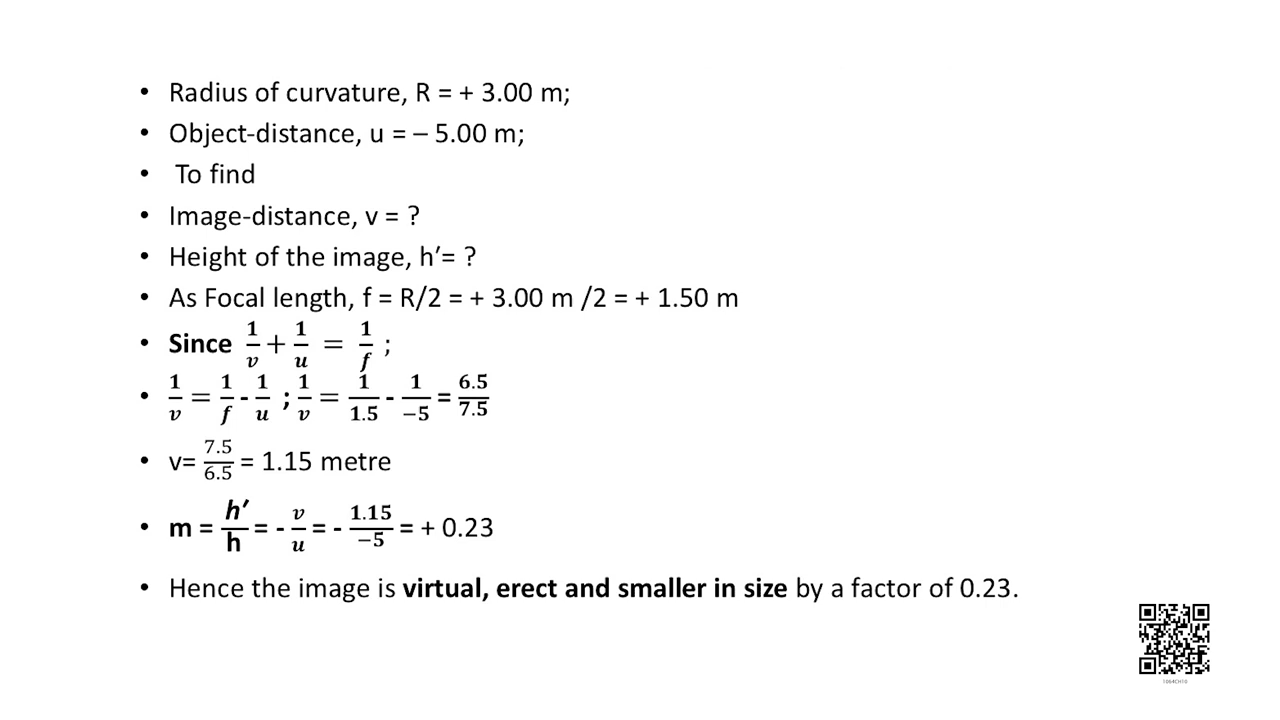 • Radius of curvature, R = + 3.00 m;
• Object-distance, u = – 5.00 m;
• To find
• Image-distance, v = ?
• Height of the image, h′= ?
• As Focal length, f = R/2 = + 3.00 m /2 = + 1.50 m
• Since 1/v + 1/u = 1/f ;
• 1/v = 1/f - 1/u ; 1/v = 1/1.5 - 1/−5 = 6.5/7.5
• v= 7.5/6.5 = 1.15 metre
• m = h′/h = - v/u = - 1.15/−5 = + 0.23
• Hence the image is virtual, erect and smaller in size by a factor of 0.23.
1064CH10